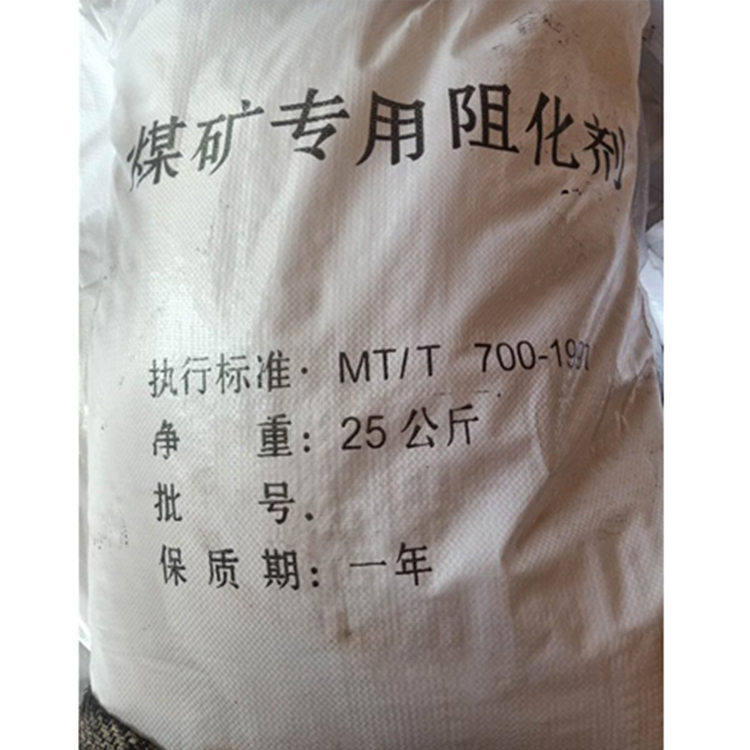 煤矿专用阻化剂
执行标准: MT/T 700-1997
净 重: 25公斤
批 号:
保 质 期: 一年